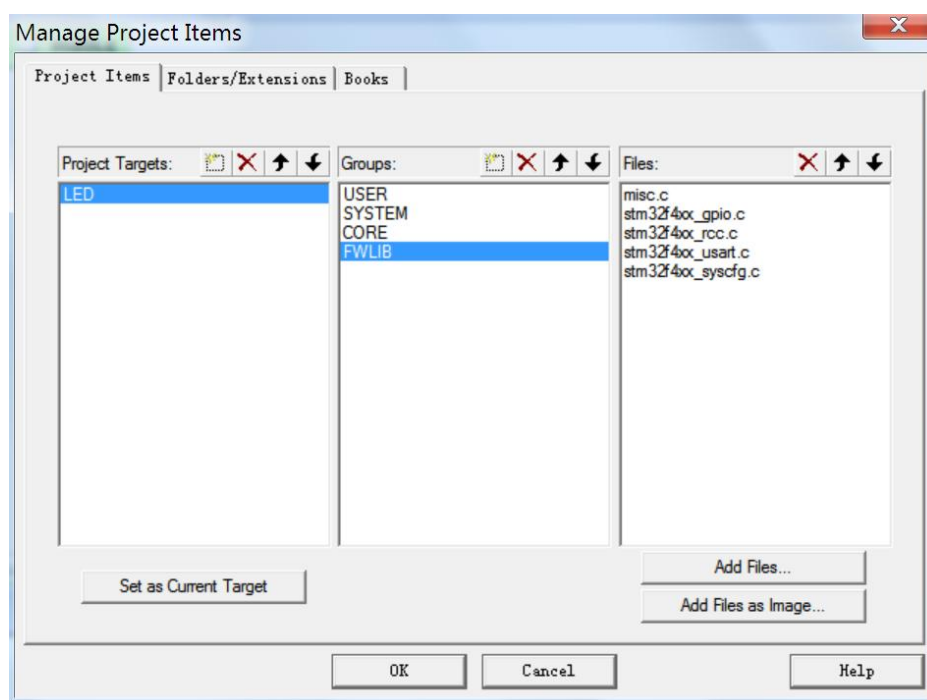 Manage Project Items
Project Items Folders/Extensions Books
Project Targets:
LED
Groups:
USER
SYSTEM
CORE
FWLIB
Files:
misc.c
stm32f4xx_gpio.c
stm32f4xx_rcc.c
stm32f4xx_usart.c
stm32f4xx_syscfg.c
Set as Current Target
Add Files...
Add Files as Image...
OK Cancel Help